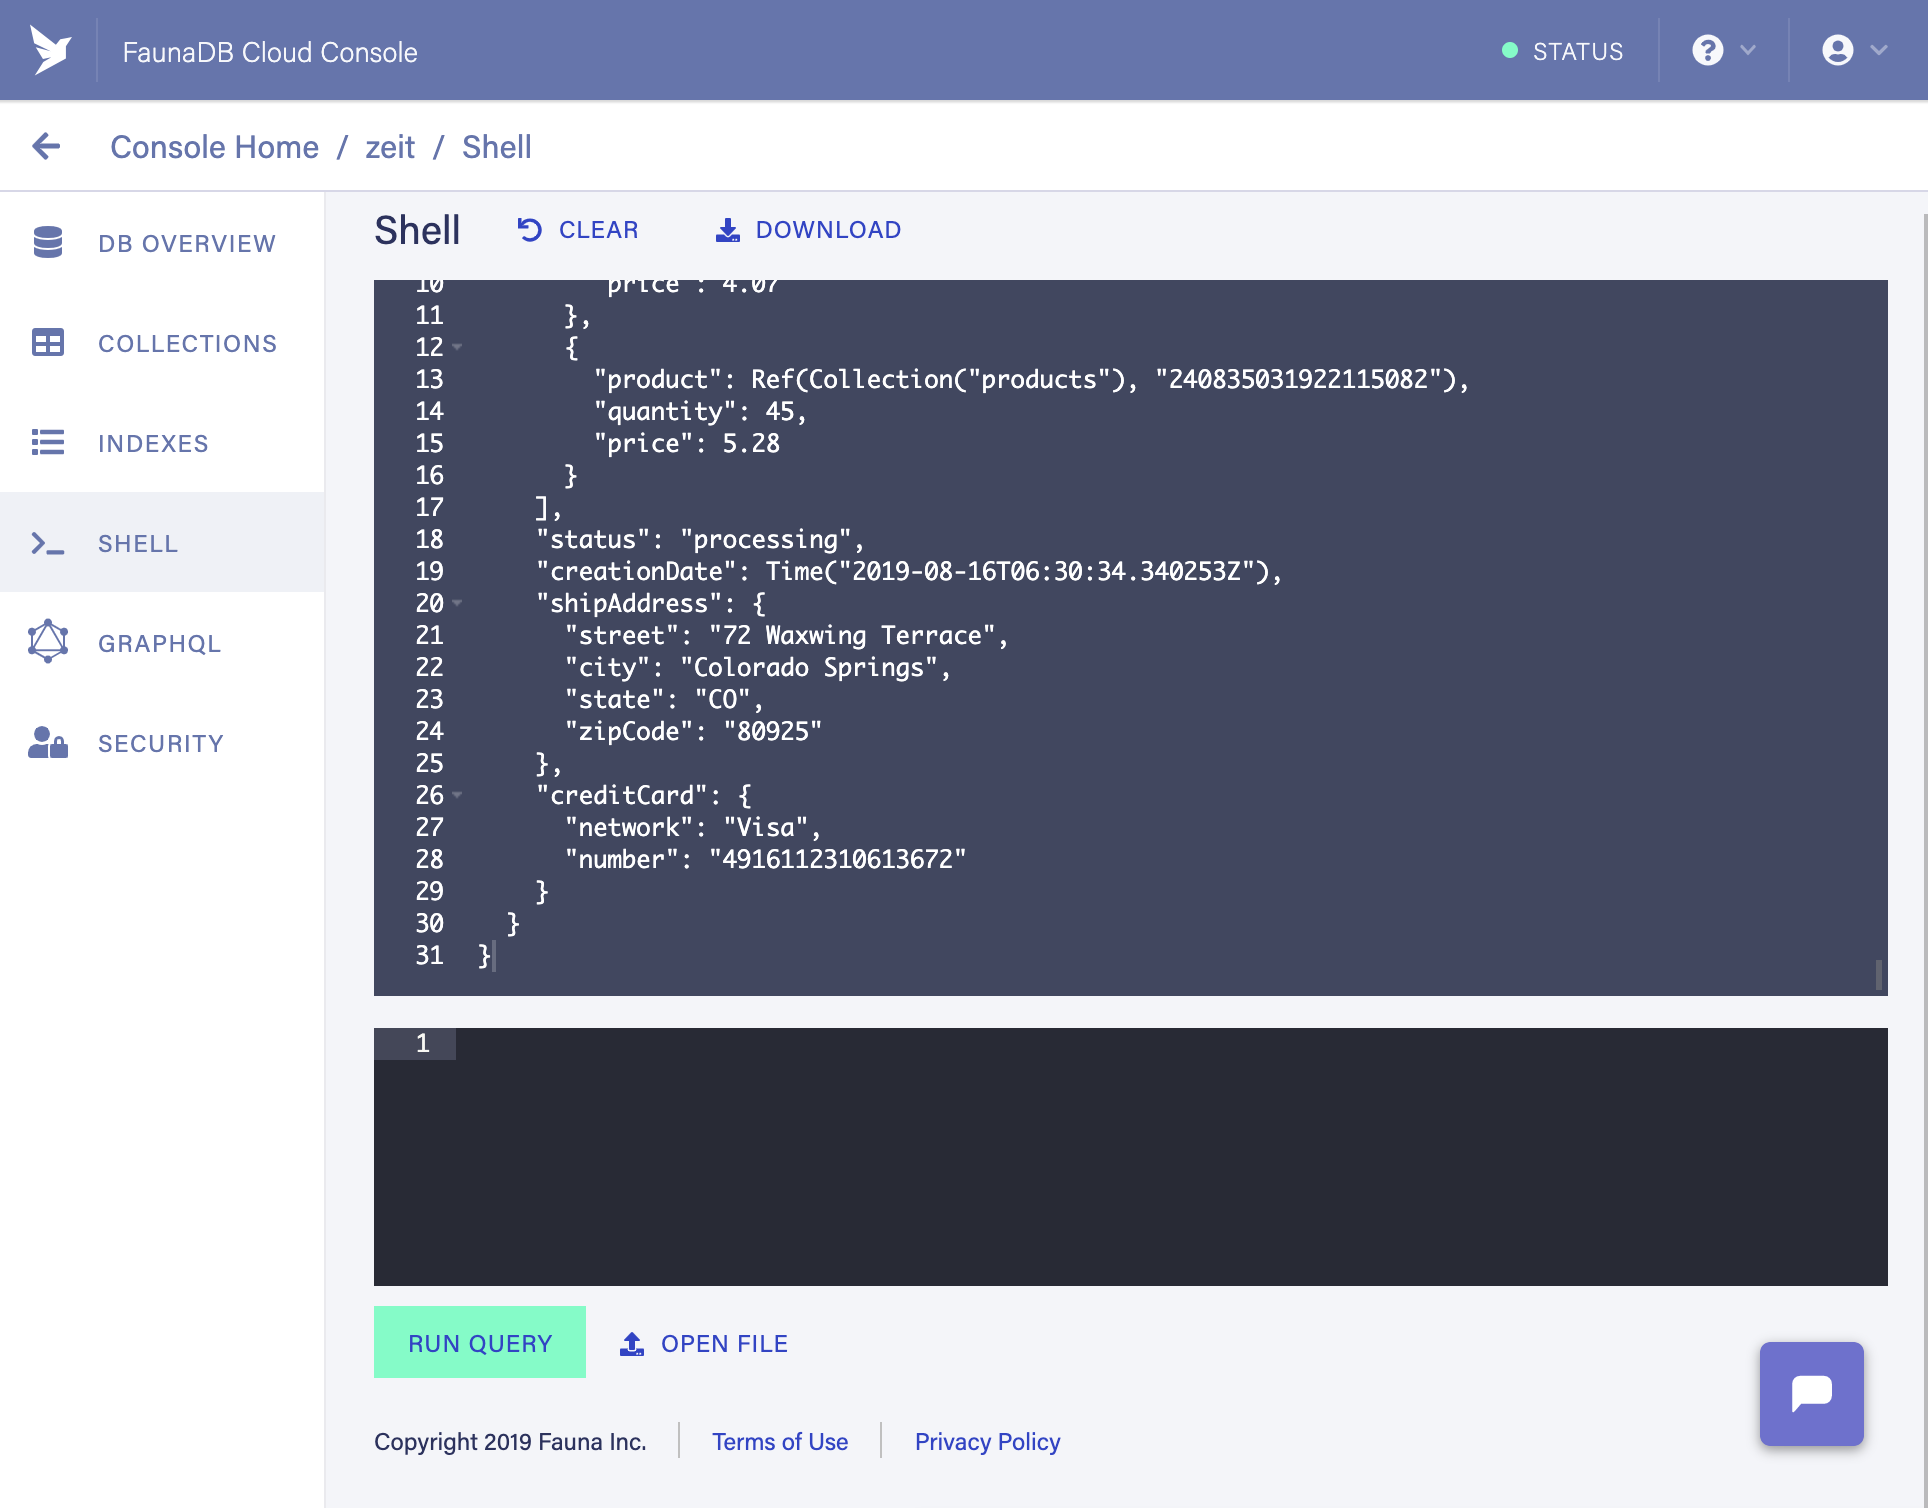 FaunaDB Cloud Console
STATUS
Console Home / zeit / Shell
DB OVERVIEW
COLLECTIONS
INDEXES
SHELL
GRAPHQL
SECURITY
Shell CLEAR DOWNLOAD
10 "price": 4.07
11 },
12 {
13 "product": Ref(Collection("products"), "240835031922115082"),
14 "quantity": 45,
15 "price": 5.28
16 }
17 ],
18 "status": "processing",
19 "creationDate": Time("2019-08-16T06:30:34.340253Z"),
20 "shipAddress": {
21 "street": "72 Waxwing Terrace",
22 "city": "Colorado Springs",
23 "state": "CO",
24 "zipCode": "80925"
25 },
26 "creditCard": {
27 "network": "Visa",
28 "number": "4916112310613672"
29 }
30 }
31 }
1
RUN QUERY OPEN FILE
Copyright 2019 Fauna Inc. Terms of Use Privacy Policy